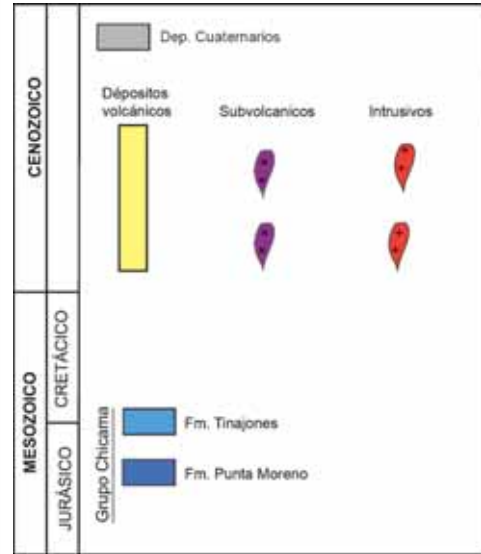 Dep. Cuaternarios
CENOZOICO
Dépositos
volcánicos
Subvolcanicos
Intrusivos
MESOZOICO
CRETÁCICO
JURÁSICO
Grupo Chicama
Fm. Tinajones
Fm. Punta Moreno